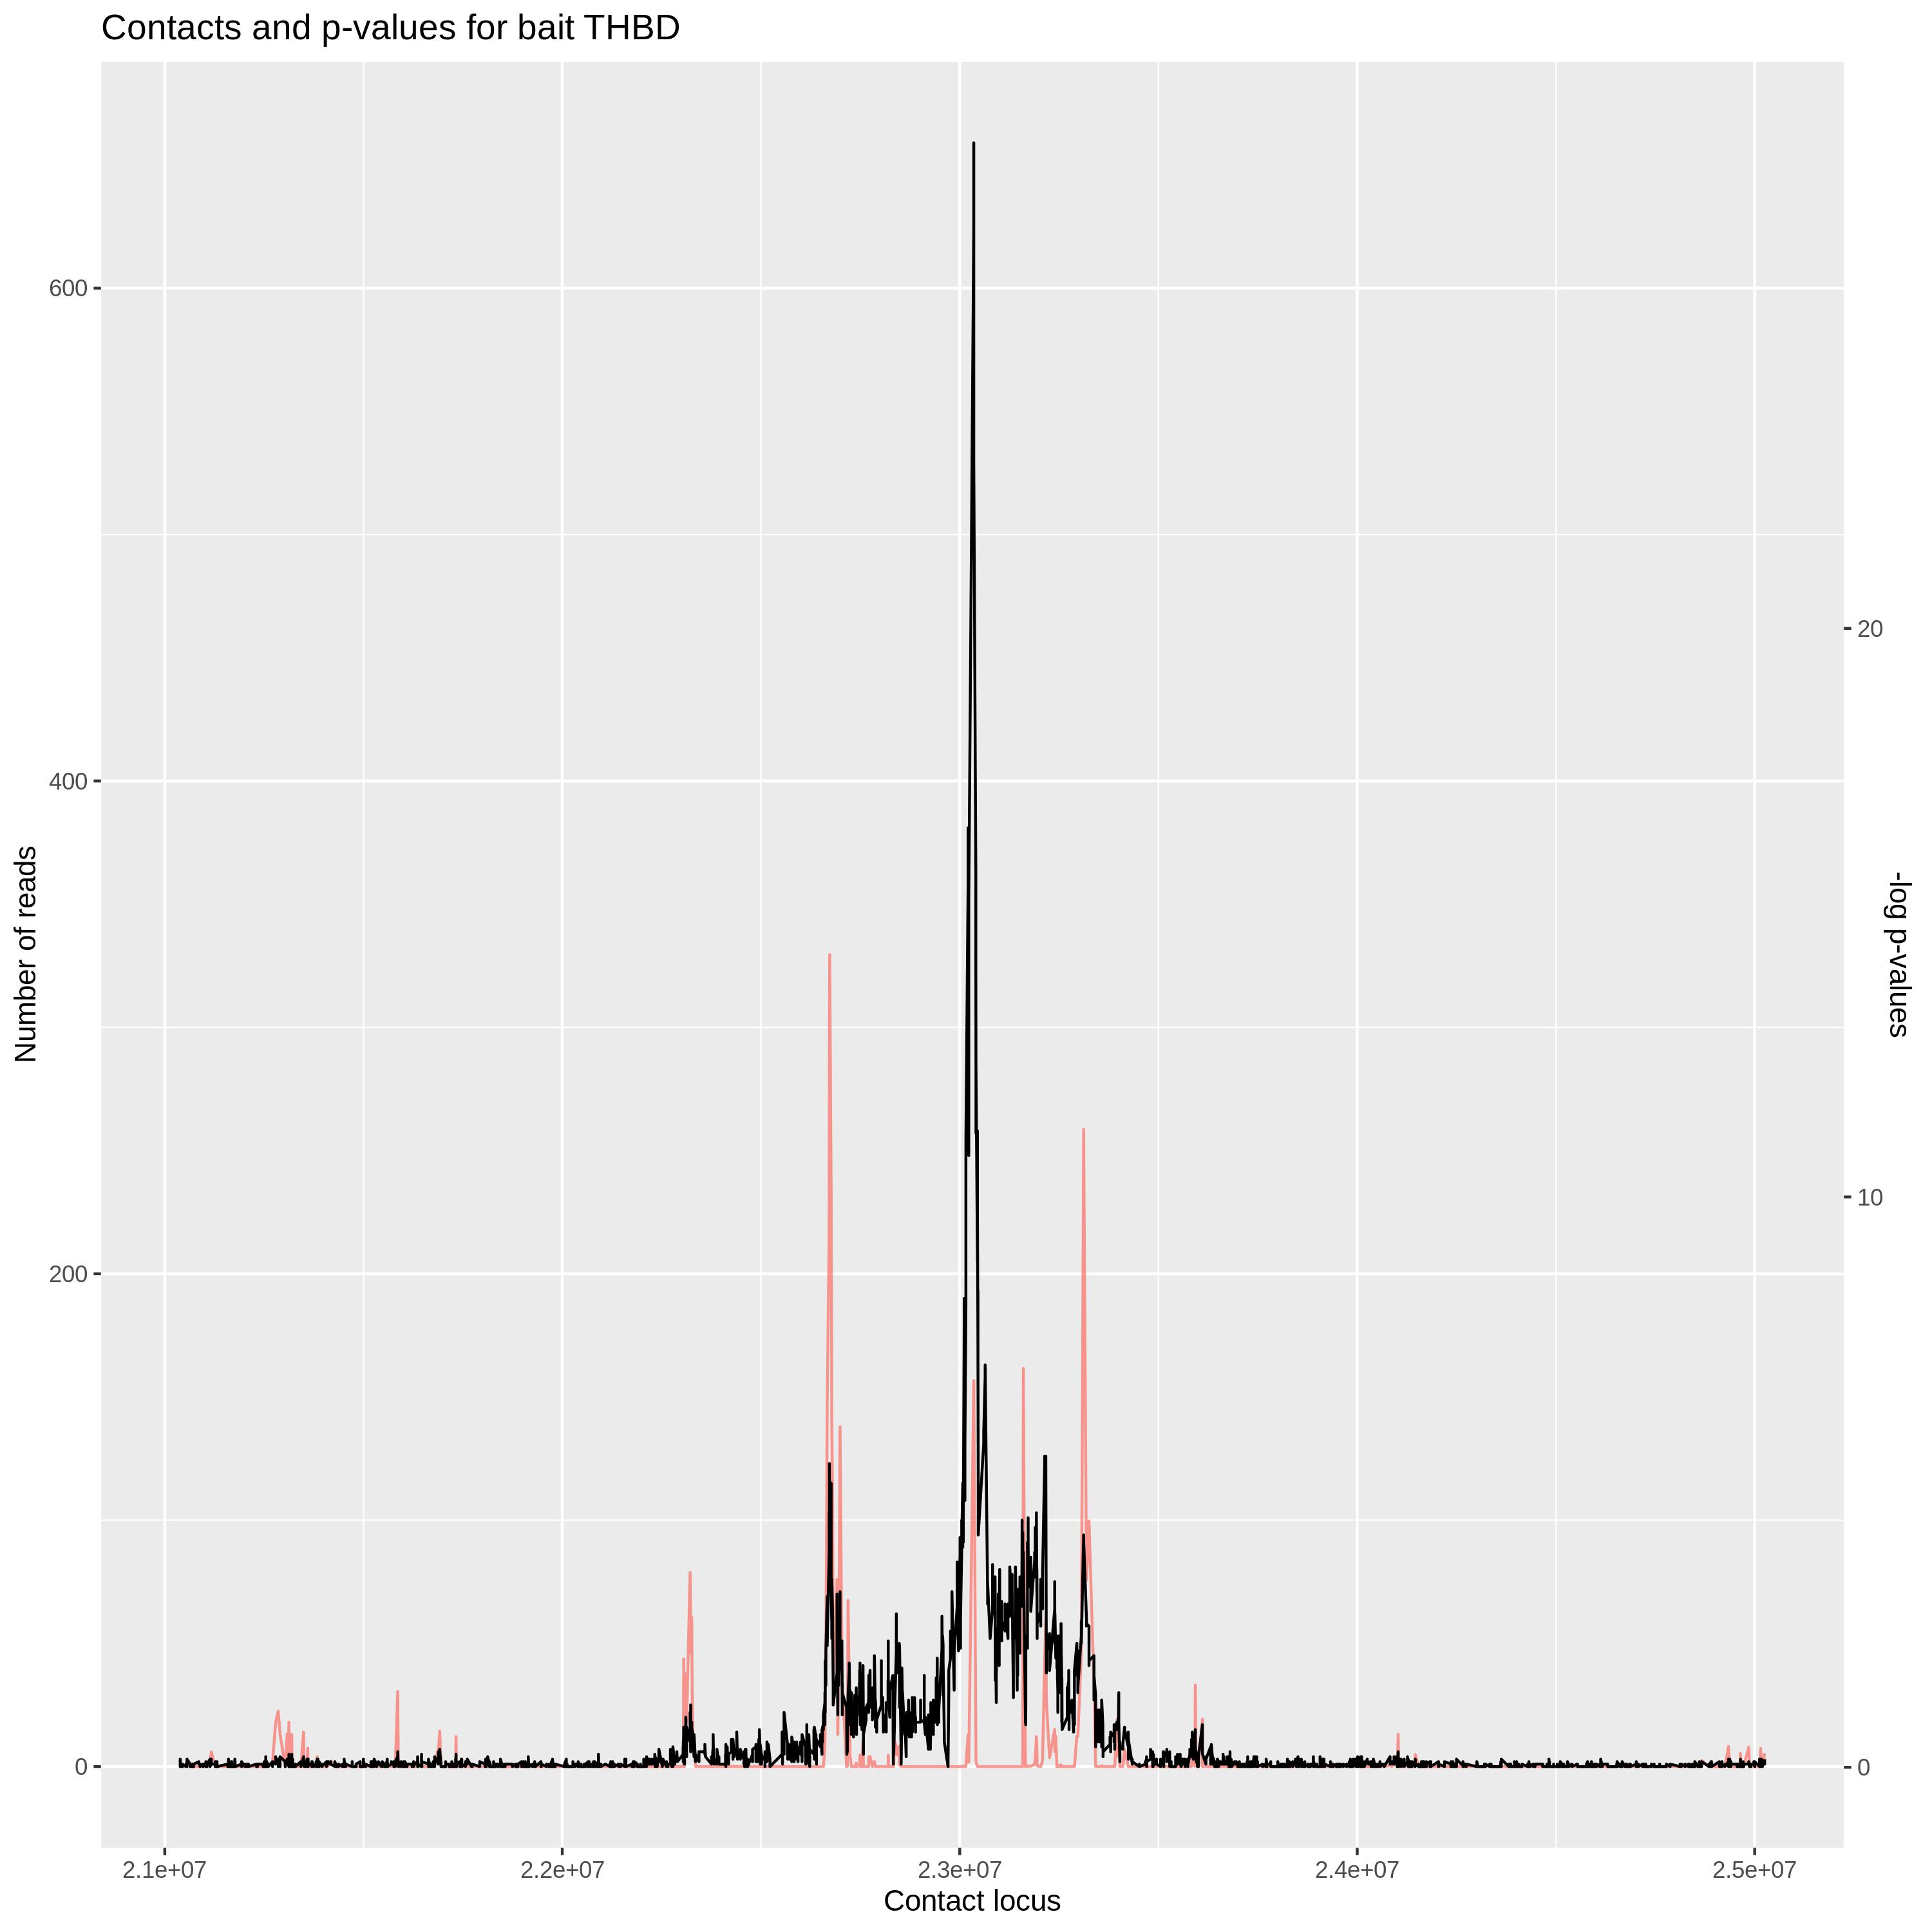 Contacts and p-values for bait THBD
600
400
200
0
Number of reads
20
10
0
-log p-values
2.1e+07 2.2e+07 2.3e+07 2.4e+07 2.5e+07
Contact locus